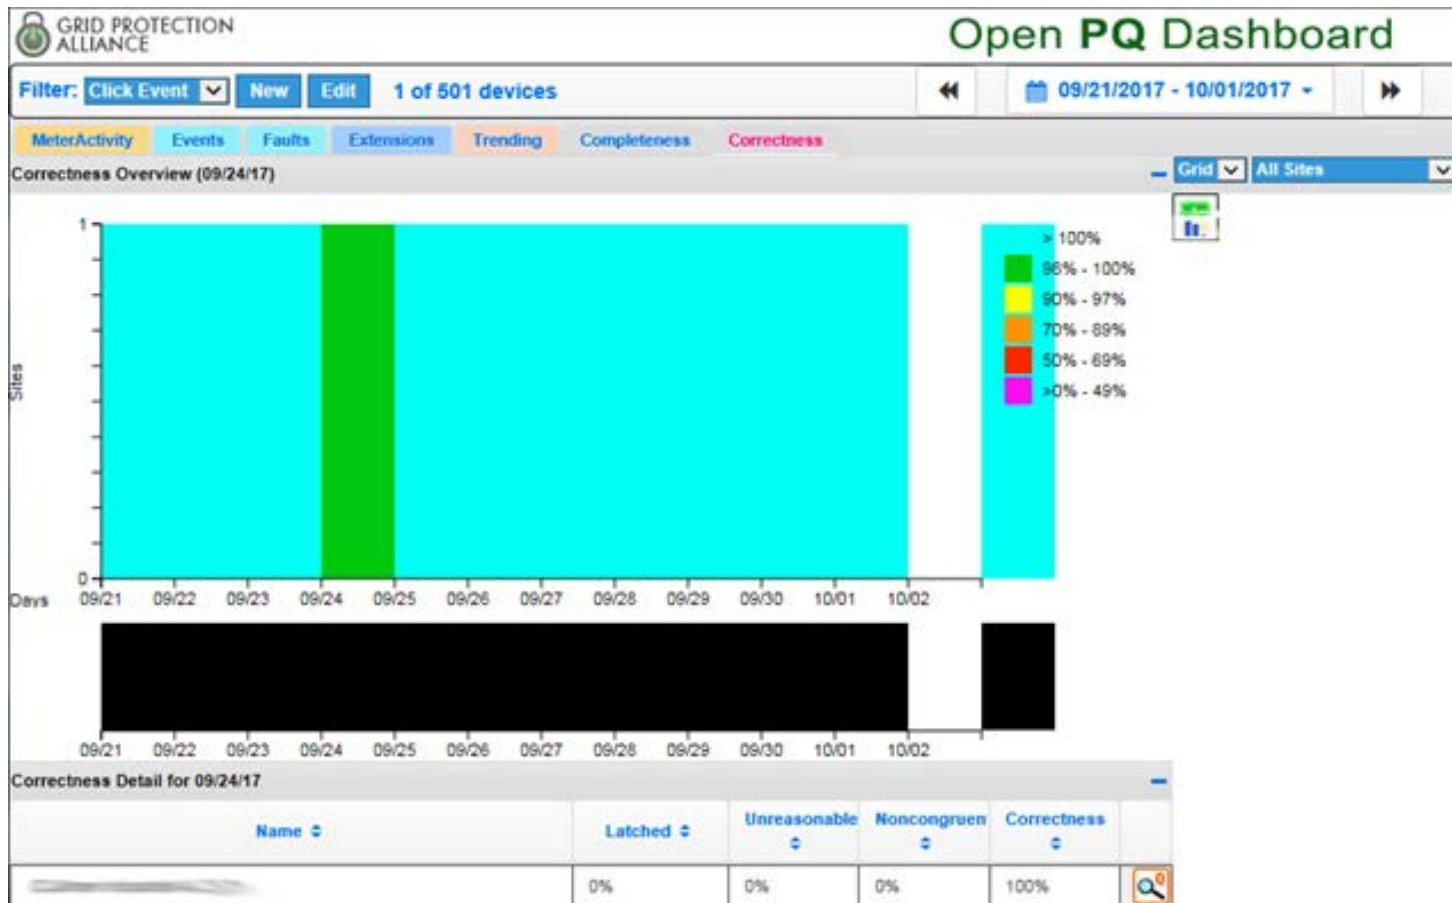 GRID PROTECTION
ALLIANCE
Open PQ Dashboard
Filter: Click Event New Edit 1 of 501 devices 09/21/2017 - 10/01/2017
MeterActivity Events Faults Extensions Trending Completeness Correctness
Correctness Overview (09/24/17)
Grid All Sites
1
> 100%
98% - 100%
90% - 97%
70% - 89%
50% - 69%
>0% - 49%
Sites
0
Days 09/21 09/22 09/23 09/24 09/25 09/26 09/27 09/28 09/29 09/30 10/01 10/02
09/21 09/22 09/23 09/24 09/25 09/26 09/27 09/28 09/29 09/30 10/01 10/02
Correctness Detail for 09/24/17
Name Latched Unreasonable Noncongruen Correctness
0% 0% 0% 100%